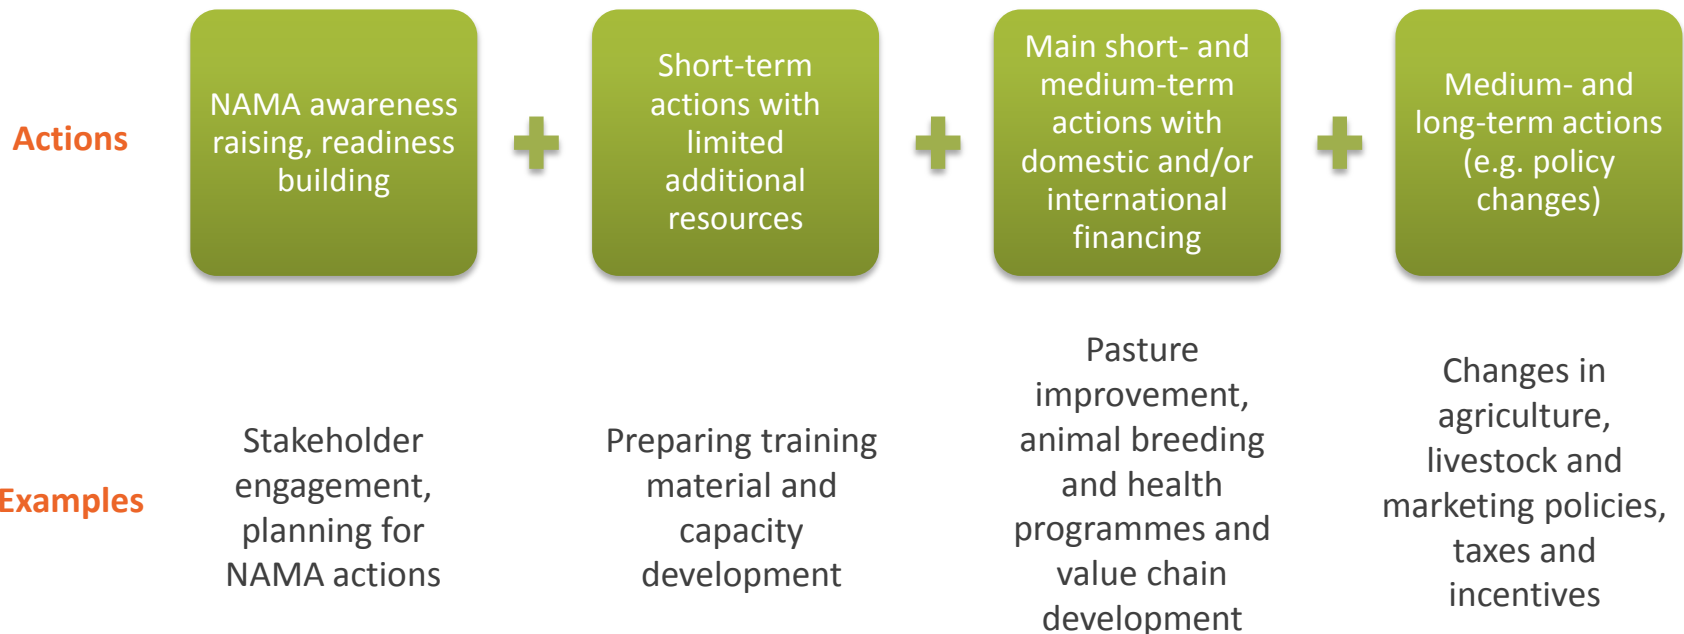 Actions
NAMA awareness
raising, readiness
building
Short-term
actions with
limited
additional
resources
Main short- and
medium-term
actions with
domestic and/or
international
financing
Medium- and
long-term actions
(e.g. policy
changes)
Examples
Stakeholder
engagement,
planning for
NAMA actions
Preparing training
material and
capacity
development
Pasture
improvement,
animal breeding
and health
programmes and
value chain
development
Changes in
agriculture,
livestock and
marketing policies,
taxes and
incentives